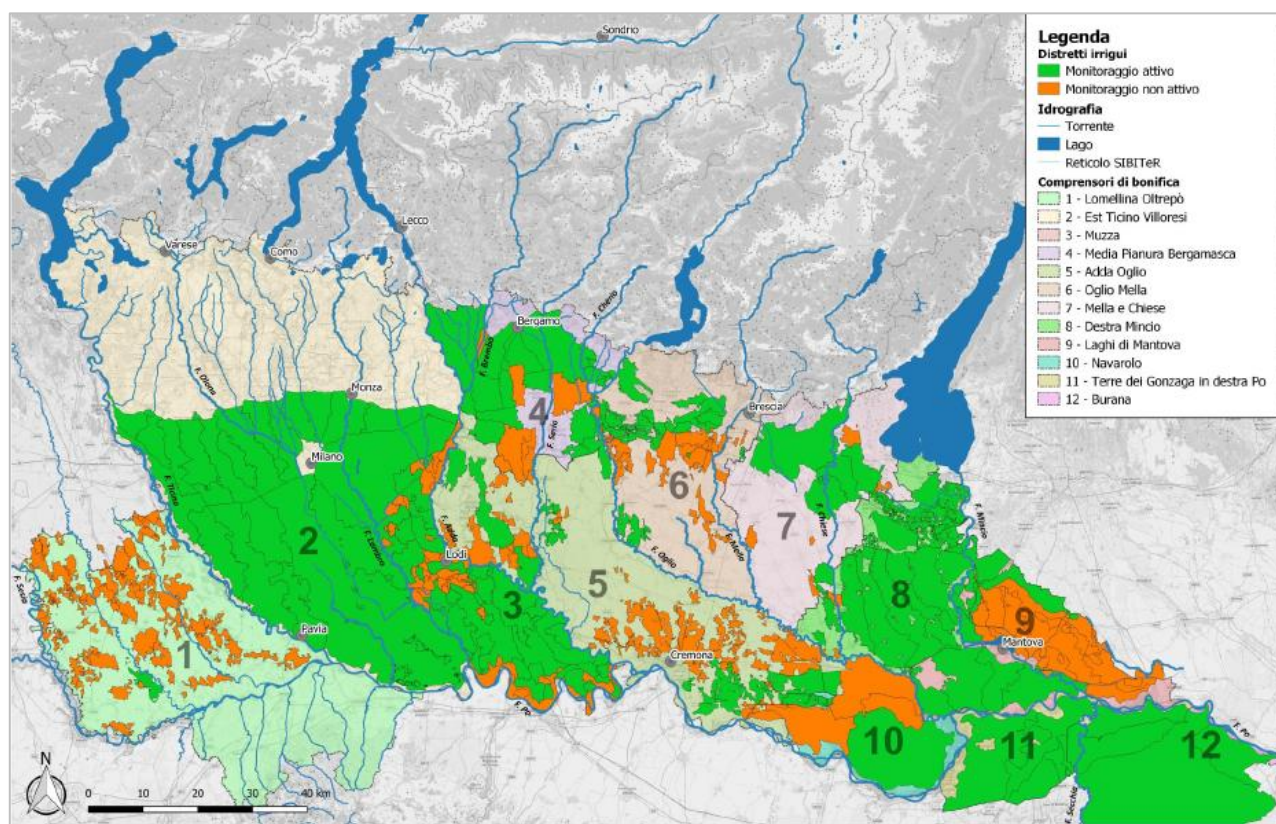 Sondrio
Lecco
Varese
Como
F. Cherio
Bergamo
F. Brembo
F. Olona
Monza
Brescia
4
F. Serio
Milano
F. Ticino
6
F. Chiese
7
F. Mincio
2
F. Adda
F. Mella
F. Lambro
Lodi
F. Oglio
8
5
3
9
F. Sesia
Pavia
Mantova
1
Cremona
F. Po
F. Po
10
11
12
F. Secchia
N
0 10 20 30 40 km
Legenda
Distretti irrigui
Monitoraggio attivo
Monitoraggio non attivo
Idrografia
Torrente
Lago
Reticolo SIBITeR
Comprensori di bonifica
1 - Lomellina Oltrepò
2 - Est Ticino Villoresi
3 - Muzza
4 - Media Pianura Bergamasca
5 - Adda Oglio
6 - Oglio Mella
7 - Mella e Chiese
8 - Destra Mincio
9 - Laghi di Mantova
10 - Navarolo
11 - Terre dei Gonzaga in destra Po
12 - Burana